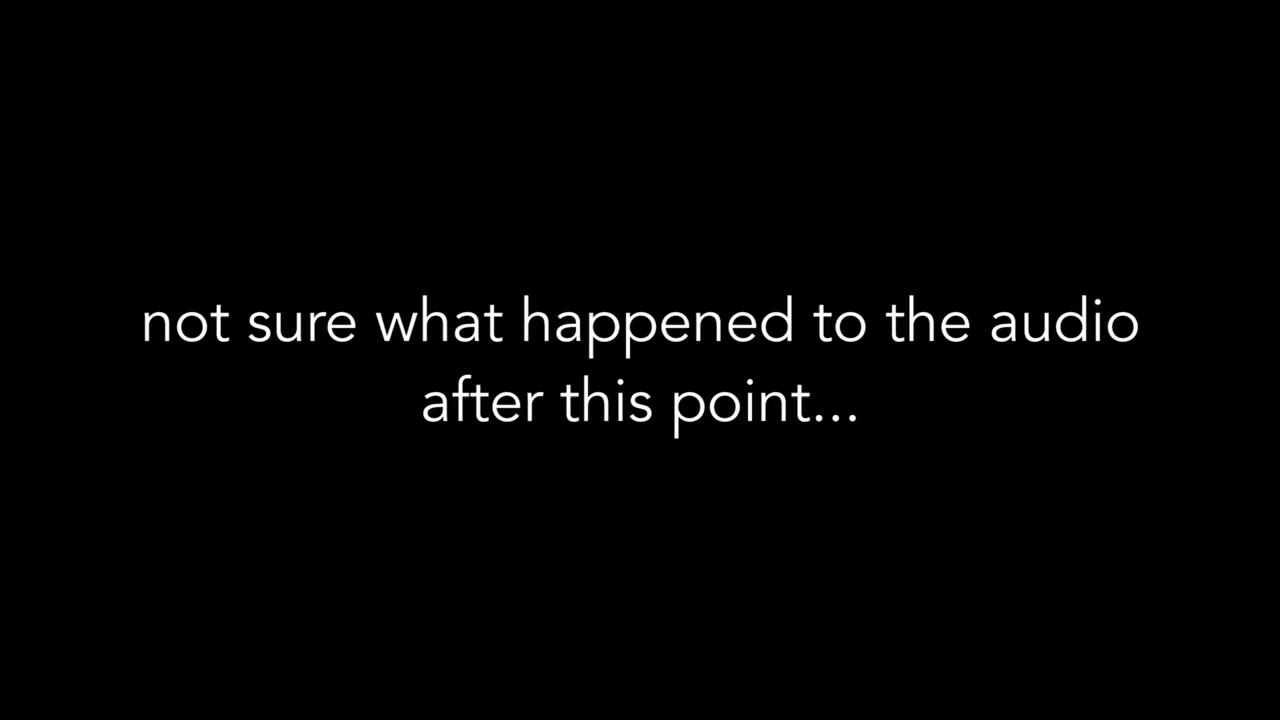 not sure what happened to the audio
after this point...